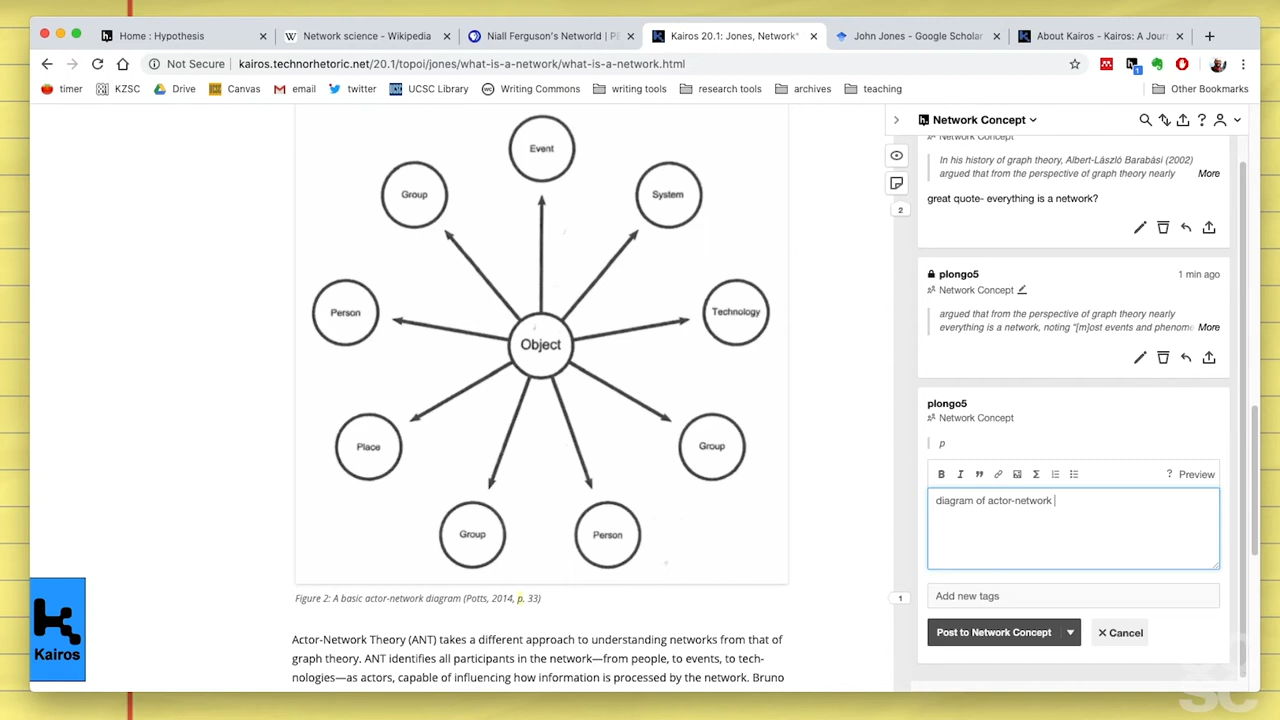 Home : Hypothesis
Network science - Wikipedia
Niall Ferguson's Networld | PE
Kairos 20.1: Jones, Network*
John Jones - Google Scholar
About Kairos - Kairos: A Journ
Not Secure | kairos.technorhetoric.net/20.1/topoi/jones/what-is-a-network/what-is-a-network.html
timer
KZSC
Drive
Canvas
email
twitter
UCSC Library
Writing Commons
writing tools
research tools
archives
teaching
Other Bookmarks
Event
Group
System
Person
Technology
Object
Place
Group
Group
Person
Figure 2: A basic actor-network diagram (Potts, 2014, p. 33)
Actor-Network Theory (ANT) takes a different approach to understanding networks from that of
graph theory. ANT identifies all participants in the network—from people, to events, to tech-
nologies—as actors, capable of influencing how information is processed by the network. Bruno
Kairos
Network Concept
Network Concept
In his history of graph theory, Albert-László Barabási (2002)
argued that from the perspective of graph theory nearly
More
great quote- everything is a network?
2
plongo5
1 min ago
Network Concept
argued that from the perspective of graph theory nearly
everything is a network, noting "[m]ost events and phenome
More
plongo5
Network Concept
p
Preview
diagram of actor-network
1
Add new tags
Post to Network Concept
Cancel
SC